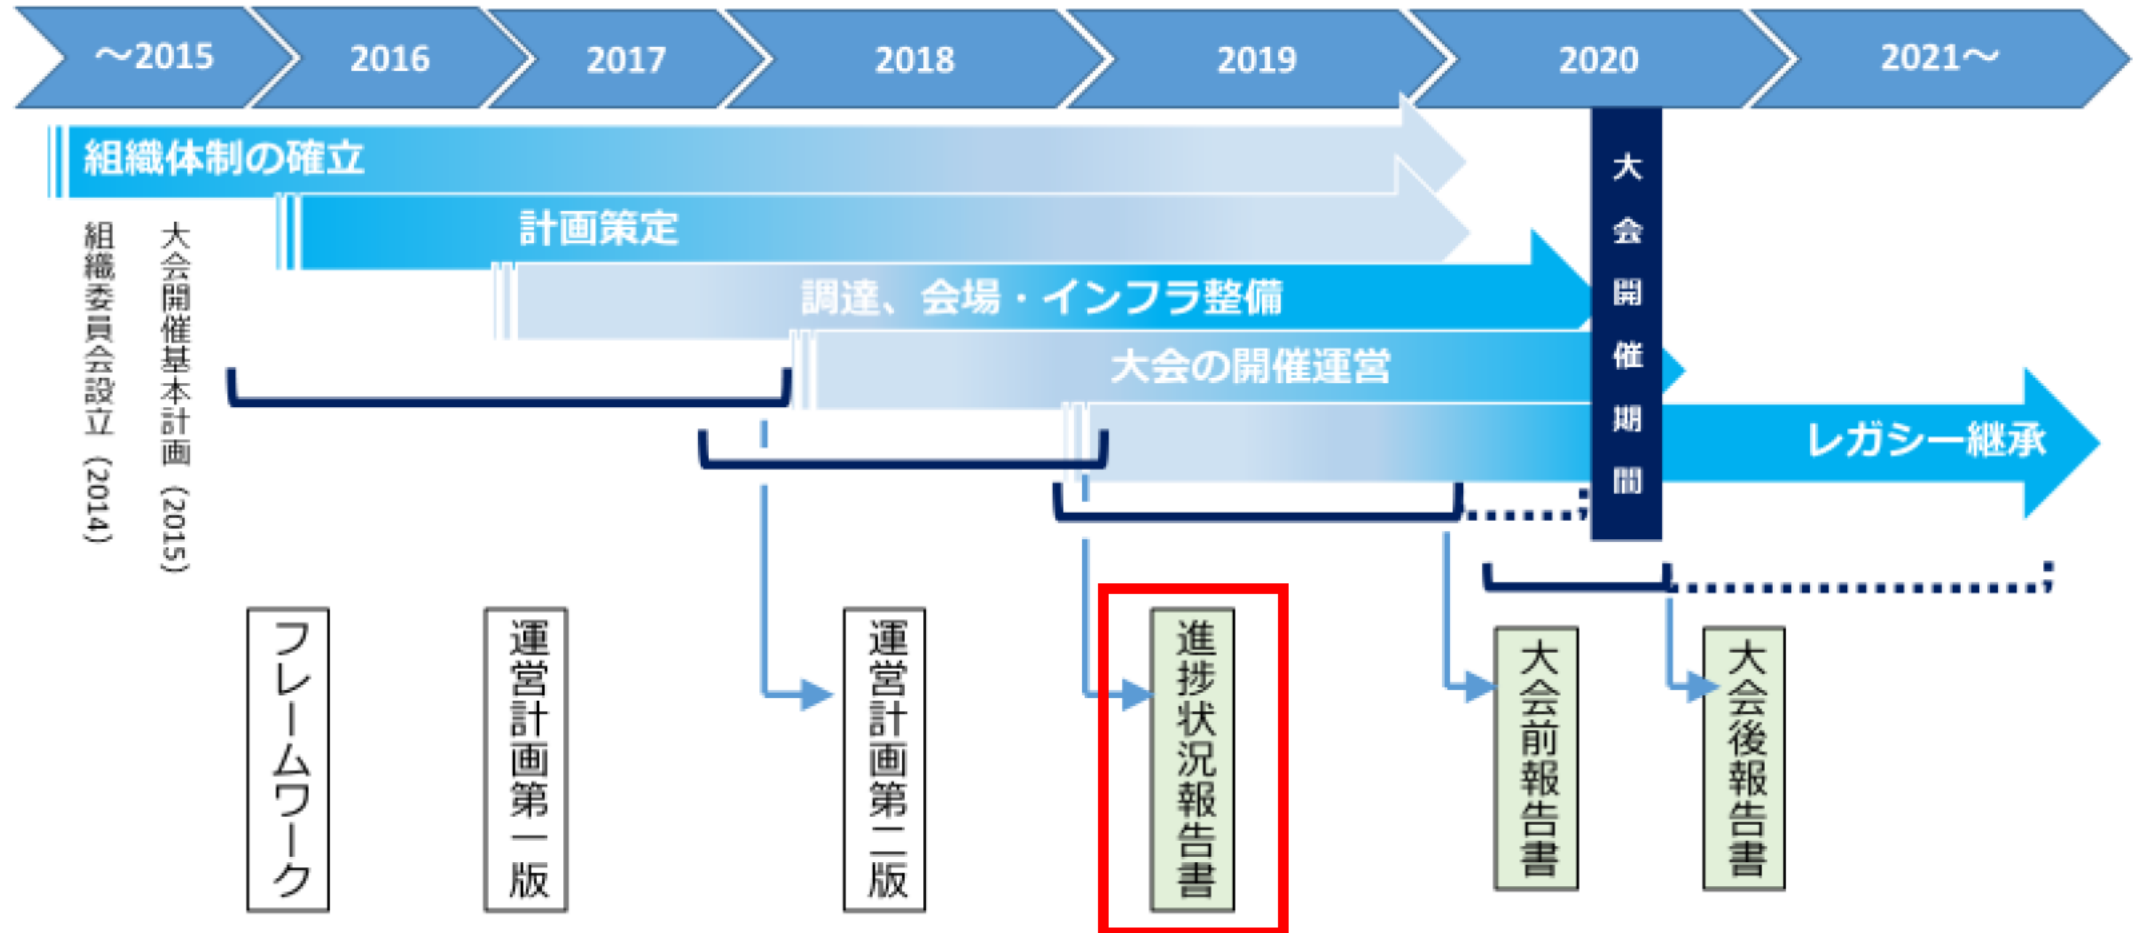 ～2015
2016
2017
2018
2019
2020
2021～
組織体制の確立
計画策定
調達、会場・インフラ整備
大会の開催運営
レガシー継承
大会開催期間
組織委員会設立（2014）
大会開催基本計画（2015）
フレームワーク
運営計画第一版
運営計画第二版
進捗状況報告書
大会前報告書
大会後報告書